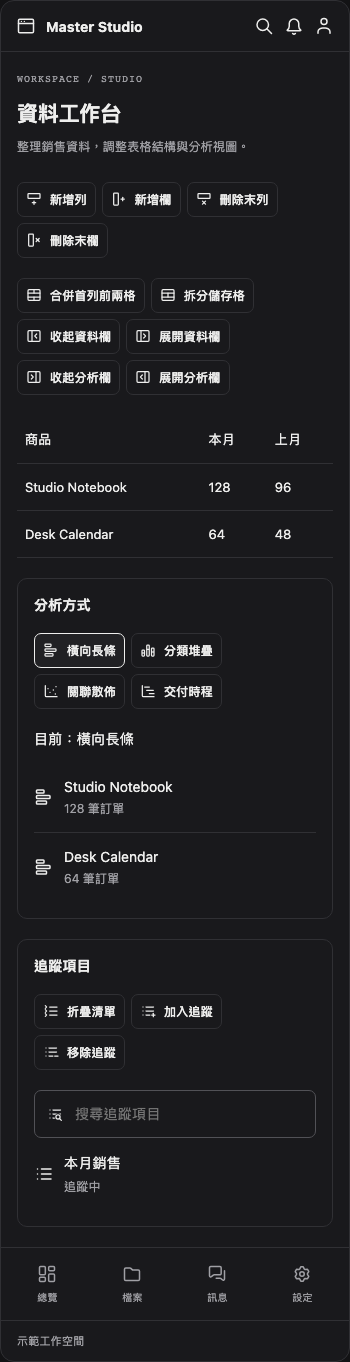 Master Studio
WORKSPACE / STUDIO
資料工作台
整理銷售資料，調整表格結構與分析視圖。
新增列 新增欄 刪除末列
刪除末欄
合併首列前兩格 拆分儲存格
收起資料欄 展開資料欄
收起分析欄 展開分析欄
商品 本月 上月
Studio Notebook 128 96
Desk Calendar 64 48
分析方式
橫向長條 分類堆疊
關聯散佈 交付時程
目前：橫向長條
Studio Notebook
128 筆訂單
Desk Calendar
64 筆訂單
追蹤項目
折疊清單 加入追蹤
移除追蹤
搜尋追蹤項目
本月銷售
追蹤中
總覽 檔案 訊息 設定
示範工作空間